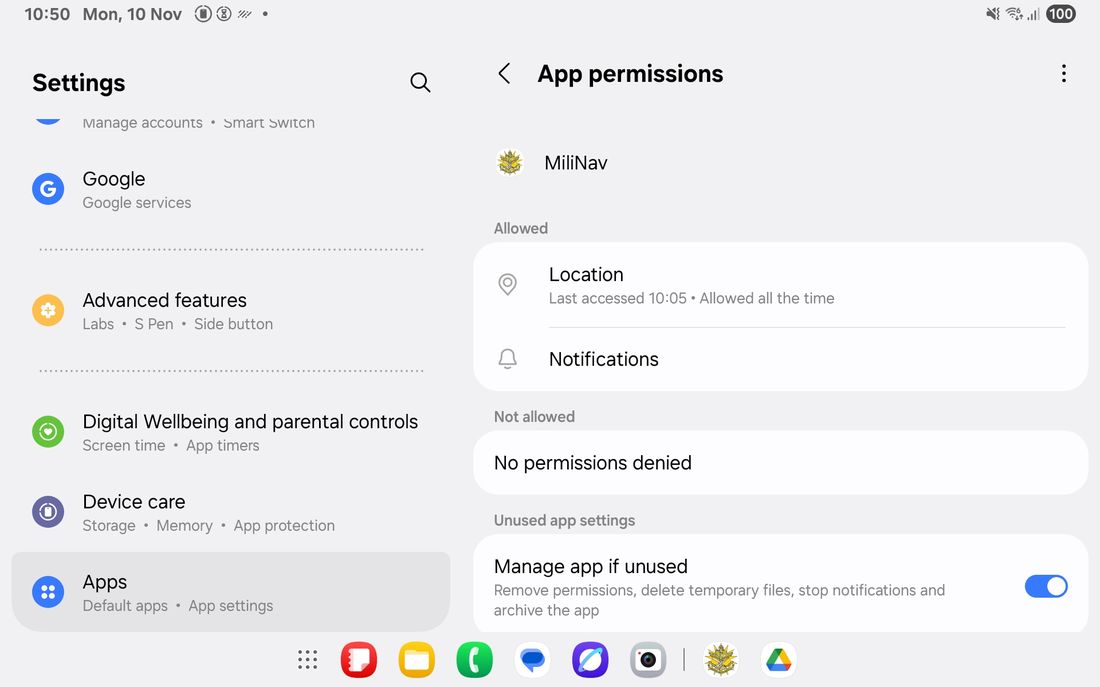 10:50 Mon, 10 Nov
100
Settings
Manage accounts • Smart Switch
Google
Google services
Advanced features
Labs • S Pen • Side button
Digital Wellbeing and parental controls
Screen time • App timers
Device care
Storage • Memory • App protection
Apps
Default apps • App settings
App permissions
MiliNav
Allowed
Location
Last accessed 10:05 • Allowed all the time
Notifications
Not allowed
No permissions denied
Unused app settings
Manage app if unused
Remove permissions, delete temporary files, stop notifications and
archive the app